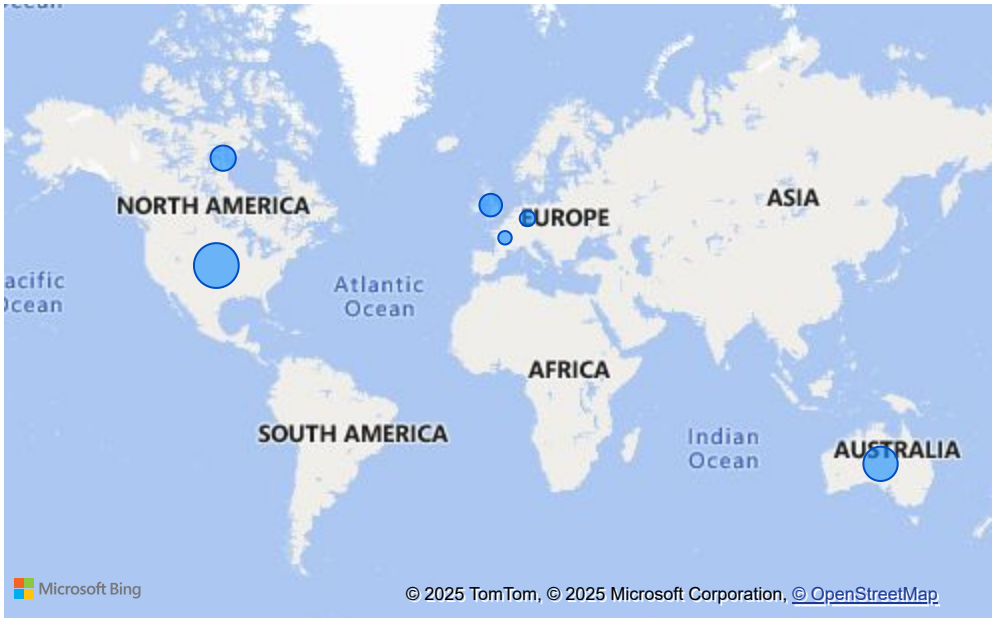 NORTH AMERICA
EUROPE
ASIA
acific
Ocean
Atlantic
Ocean
AFRICA
SOUTH AMERICA
Indian
Ocean
AUSTRALIA
Microsoft Bing
© 2025 TomTom, © 2025 Microsoft Corporation, © OpenStreetMap